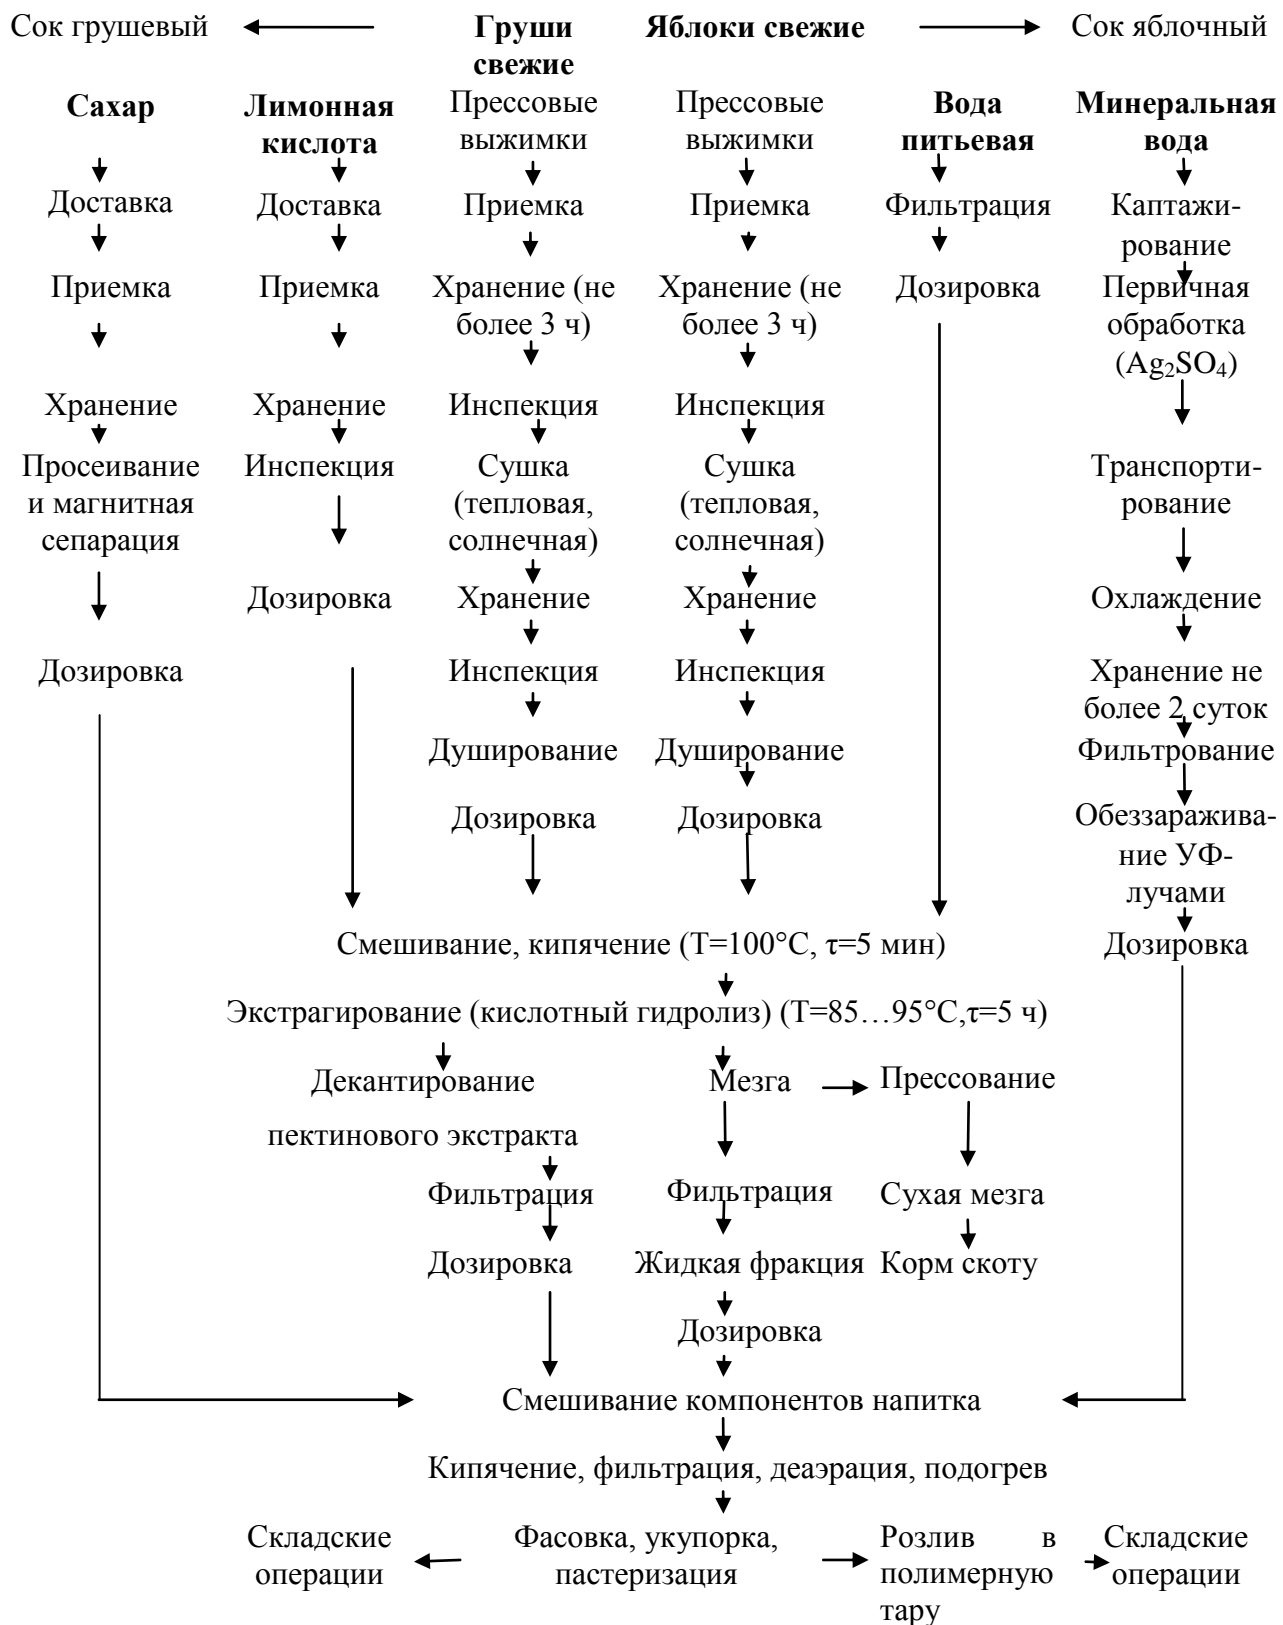 Сок грушевый
Груши
свежие
Яблоки свежие
Сок яблочный
Сахар
Лимонная
кислота
Прессовые
выжимки
Прессовые
выжимки
Вода
питьевая
Минеральная
вода
Доставка
Доставка
Приемка
Приемка
Фильтрация
Каптажи-
рование
Приемка
Приемка
Хранение (не
более 3 ч)
Хранение (не
более 3 ч)
Дозировка
Первичная
обработка
(Ag₂SO₄)
Хранение
Хранение
Инспекция
Инспекция
Просеивание
и магнитная
сепарация
Инспекция
Сушка
(тепловая,
солнечная)
Сушка
(тепловая,
солнечная)
Транспорти-
рование
Дозировка
Хранение
Хранение
Охлаждение
Дозировка
Инспекция
Инспекция
Хранение не
более 2 суток
Душирование
Душирование
Фильтрование
Дозировка
Дозировка
Обеззаражива-
ние УФ-
лучами
Смешивание, кипячение (Т=100°С, τ=5 мин)
Дозировка
Экстрагирование (кислотный гидролиз) (Т=85…95°С,τ=5 ч)
Декантирование
пектинового экстракта
Мезга
Прессование
Фильтрация
Фильтрация
Сухая мезга
Дозировка
Жидкая фракция
Корм скоту
Дозировка
Смешивание компонентов напитка
Кипячение, фильтрация, деаэрация, подогрев
Складские
операции
Фасовка, укупорка,
пастеризация
Розлив в
полимерную
тару
Складские
операции